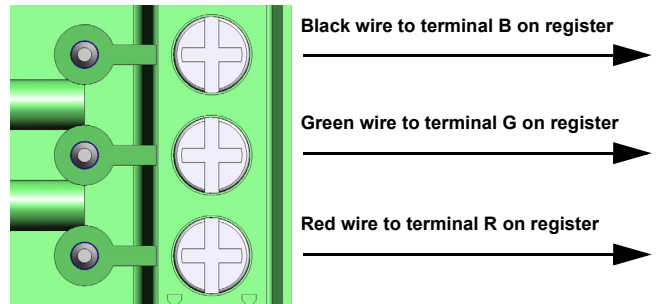 Black wire to terminal B on register
Green wire to terminal G on register
Red wire to terminal R on register